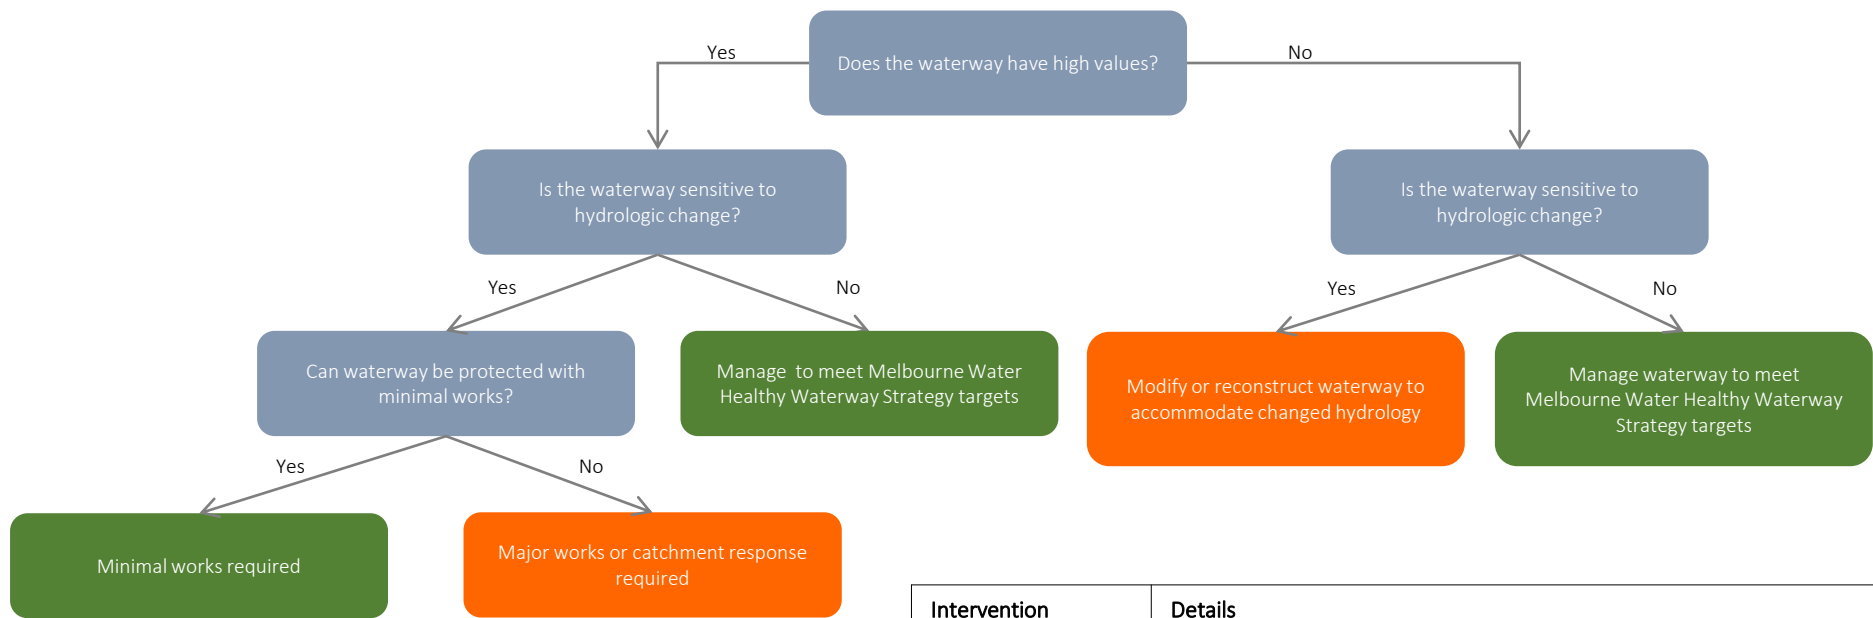 Yes
Does the waterway have high values?
No
Is the waterway sensitive to
hydrologic change?
Is the waterway sensitive to
hydrologic change?
Yes
No
Yes
No
Can waterway be protected with
minimal works?
Manage to meet Melbourne Water
Healthy Waterway Strategy targets
Modify or reconstruct waterway to
accommodate changed hydrology
Manage waterway to meet
Melbourne Water Healthy Waterway
Strategy targets
Yes
No
Minimal works required
Major works or catchment response
required
Intervention
Details